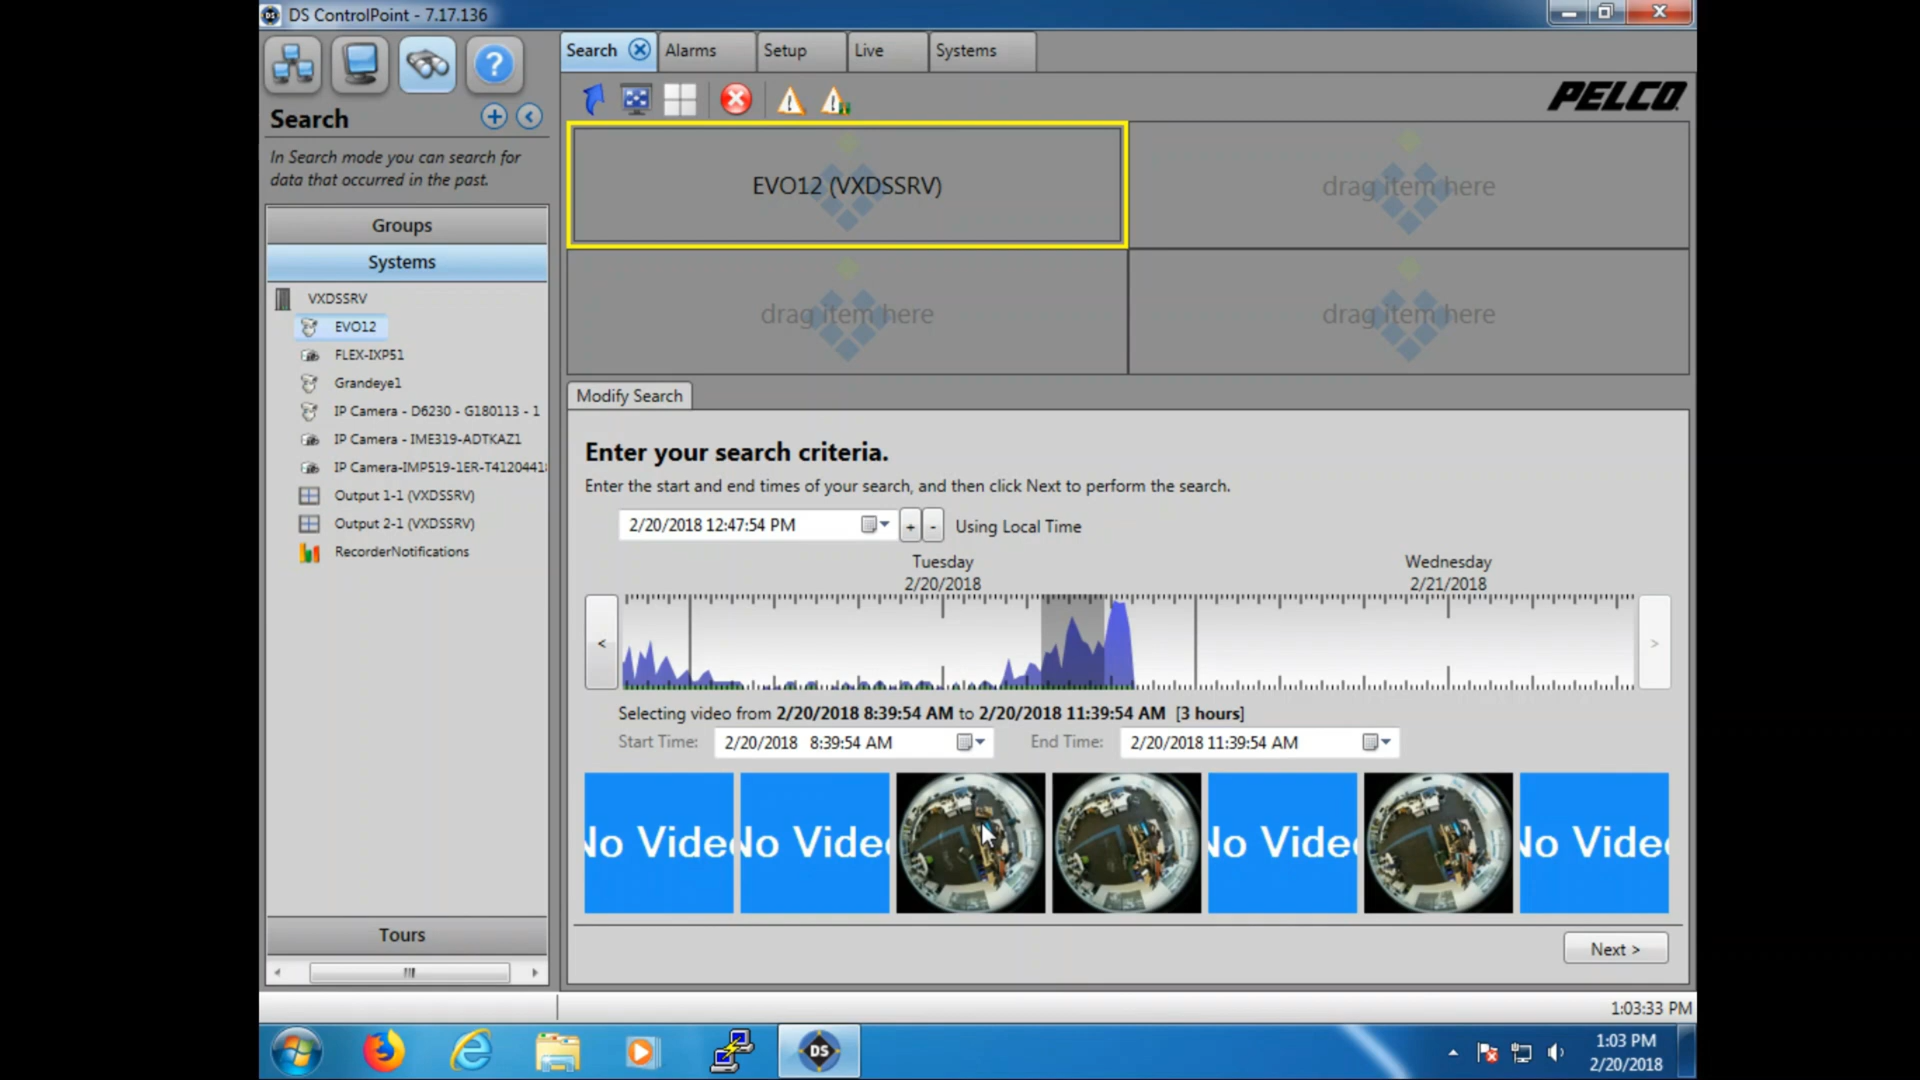 DS ControlPoint - 7.17.136
Search
Alarms
Setup
Live
Systems
PELCO
Search
In Search mode you can search for
data that occurred in the past.
Groups
Systems
VXDSSRV
EVO12
FLEX-IXP51
Grandeye1
IP Camera - D6230 - G180113 - 1
IP Camera - IME319-ADTKAZ1
IP Camera-IMP519-1ER-T4120441
Output 1-1 (VXDSSRV)
Output 2-1 (VXDSSRV)
RecorderNotifications
Tours
EVO12 (VXDSSRV)
drag item here
drag item here
drag item here
Modify Search
Enter your search criteria.
Enter the start and end times of your search, and then click Next to perform the search.
2/20/2018 12:47:54 PM
+ - Using Local Time
Tuesday
2/20/2018
Wednesday
2/21/2018
< >
Selecting video from 2/20/2018 8:39:54 AM to 2/20/2018 11:39:54 AM [3 hours]
Start Time: 2/20/2018 8:39:54 AM End Time: 2/20/2018 11:39:54 AM
No Video No Video No Video No Video
Next >
1:03:33 PM
DS
1:03 PM
2/20/2018